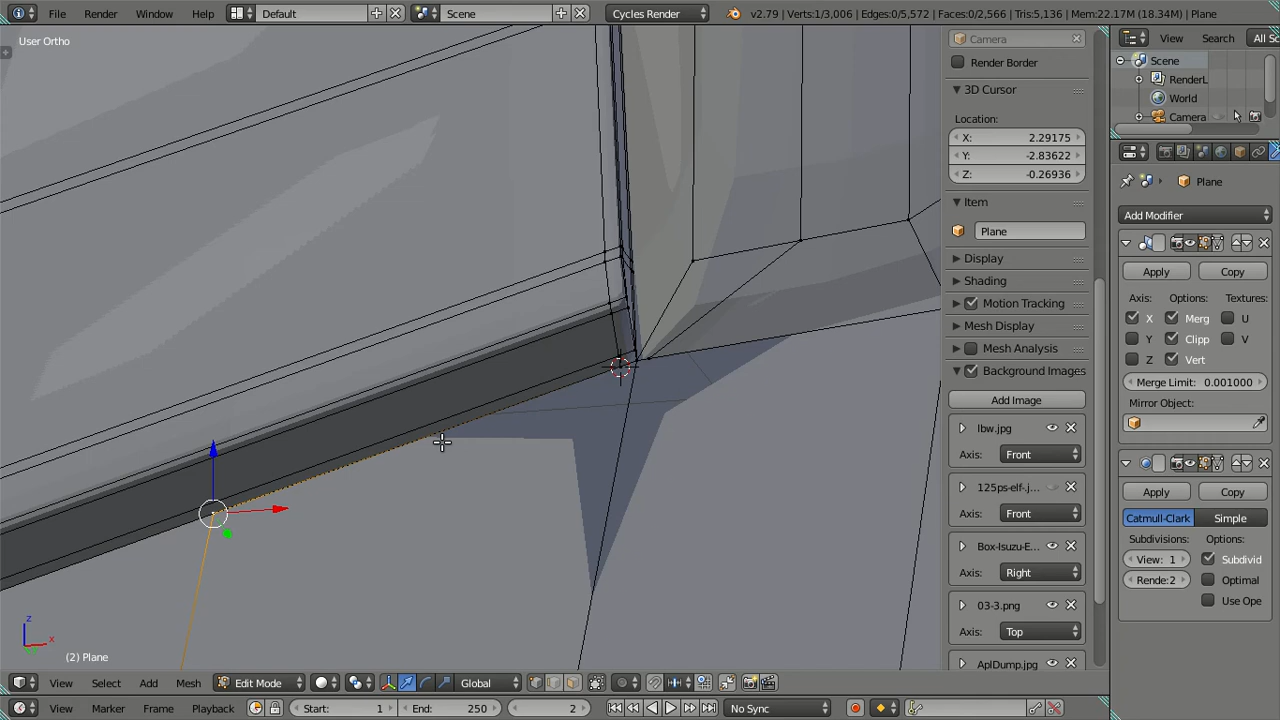 File Render Window Help Default Scene Cycles Render v2.79 | Verts:1/3,006 | Edges:0/5,572 | Faces:0/2,566 | Tris:5,136 | Mem:22.17M (18.34M) | Plane
User Ortho
Camera
Render Border
3D Cursor
Location:
X: 2.29175
Y: -2.83622
Z: -0.26936
Item
Plane
Display
Shading
Motion Tracking
Mesh Display
Mesh Analysis
Background Images
Add Image
lbw.jpg
Axis: Front
125ps-elf-.j...
Axis: Front
Box-Isuzu-E...
Axis: Right
03-3.png
Axis: Top
AplDump.jpg
View Search All Sc
Scene
RenderL
World
Camera
Plane
Add Modifier
Apply Copy
Axis: Options: Textures:
X Merg U
Y Clipp V
Z Vert
Merge Limit: 0.001000
Mirror Object:
Apply Copy
Catmull-Clark Simple
Subdivisions: Options:
View: 1 Subdivid
Rende:2 Optimal
Use Ope
z
x
(2) Plane
View Select Add Mesh Edit Mode Global
View Marker Frame Playback Start: 1 End: 250 2 No Sync